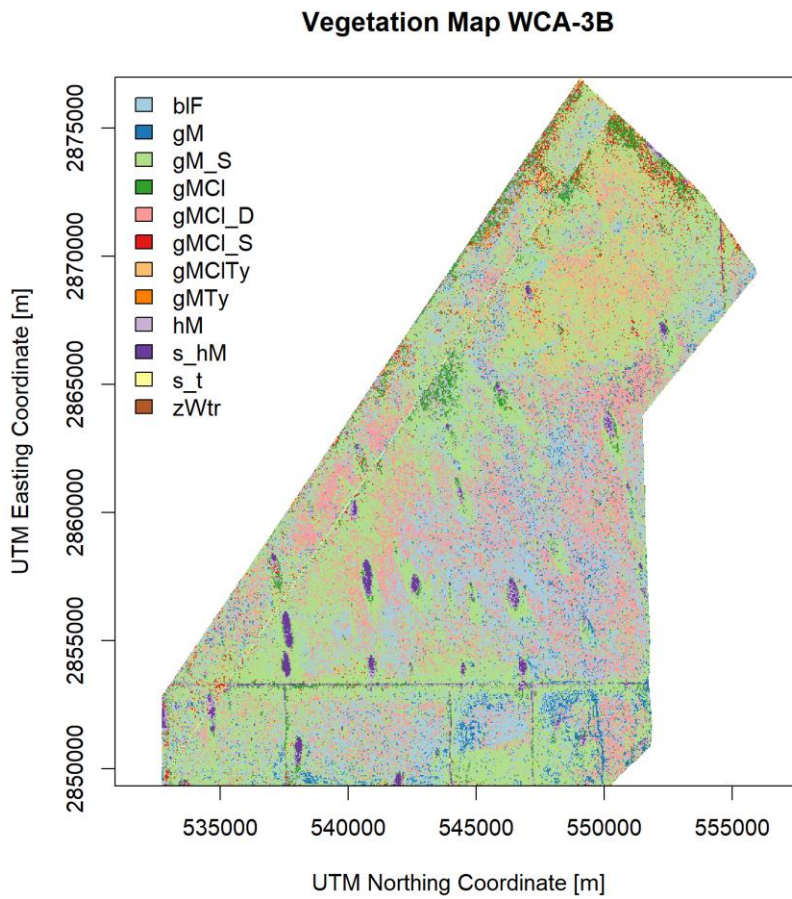 Vegetation Map WCA-3B
blF
gM
gM_S
gMCl
gMCl_D
gMCl_S
gMClTy
gMTy
hM
s_hM
s_t
zWtr
UTM Easting Coordinate [m]
2875000
2870000
2865000
2860000
2855000
2850000
535000 540000 545000 550000 555000
UTM Northing Coordinate [m]